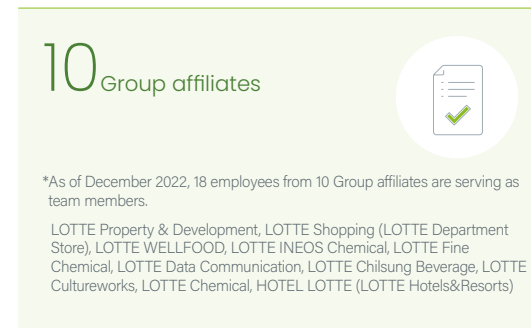 10 Group affiliates
*As of December 2022, 18 employees from 10 Group affiliates are serving as
team members.
LOTTE Property & Development, LOTTE Shopping (LOTTE Department
Store), LOTTE WELLFOOD, LOTTE INEOS Chemical, LOTTE Fine
Chemical, LOTTE Data Communication, LOTTE Chilsung Beverage, LOTTE
Cultureworks, LOTTE Chemical, HOTEL LOTTE (LOTTE Hotels&Resorts)